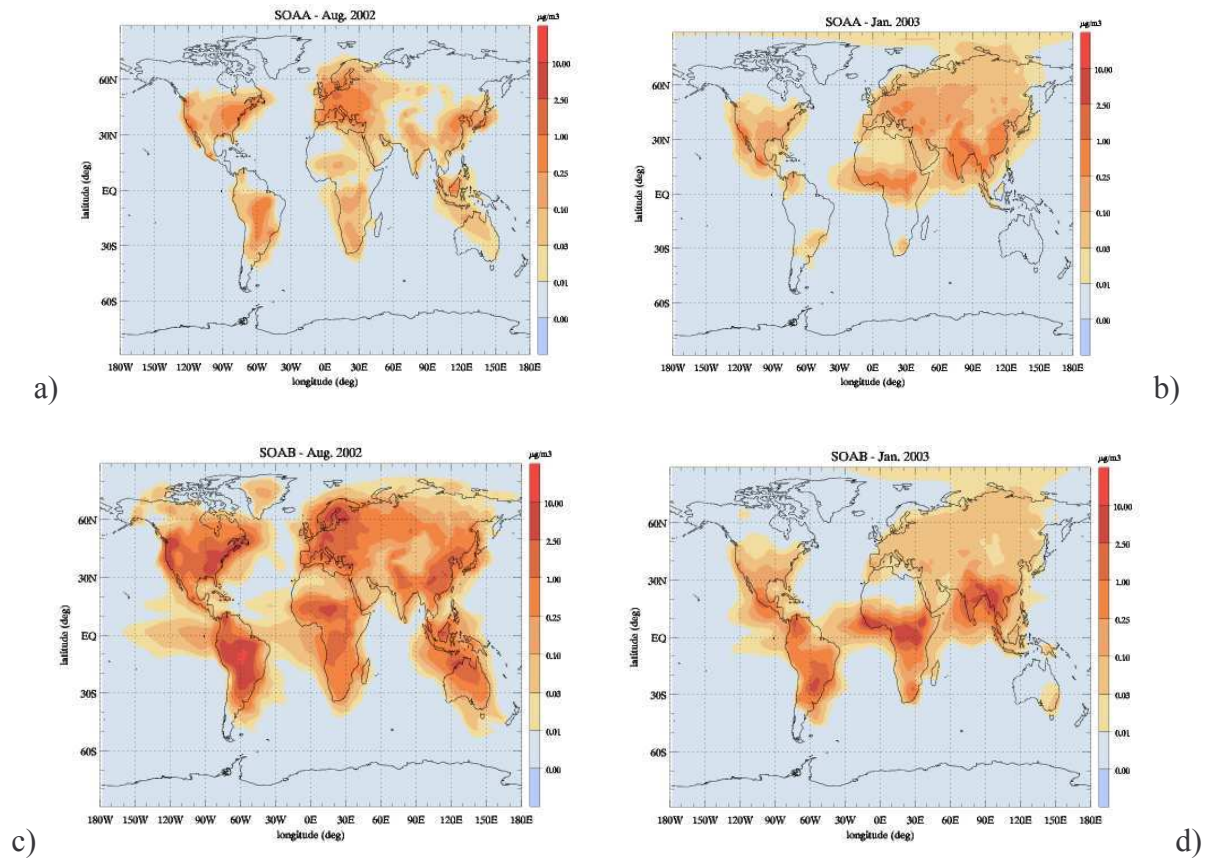 SOAA - Aug. 2002
µg/m3
60N
30N
EQ
30S
60S
latitude (deg)
10.00
2.50
1.00
0.25
0.10
0.03
0.01
0.00
180W 150W 120W 90W 60W 30W 0E 30E 60E 90E 120E 150E 180E
longitude (deg)
a)
SOAA - Jan. 2003
µg/m3
60N
30N
EQ
30S
60S
latitude (deg)
10.00
2.50
1.00
0.25
0.10
0.03
0.01
0.00
180W 150W 120W 90W 60W 30W 0E 30E 60E 90E 120E 150E 180E
longitude (deg)
b)
SOAB - Aug. 2002
µg/m3
60N
30N
EQ
30S
60S
latitude (deg)
10.00
2.50
1.00
0.25
0.10
0.03
0.01
0.00
180W 150W 120W 90W 60W 30W 0E 30E 60E 90E 120E 150E 180E
longitude (deg)
c)
SOAB - Jan. 2003
µg/m3
60N
30N
EQ
30S
60S
latitude (deg)
10.00
2.50
1.00
0.25
0.10
0.03
0.01
0.00
180W 150W 120W 90W 60W 30W 0E 30E 60E 90E 120E 150E 180E
longitude (deg)
d)